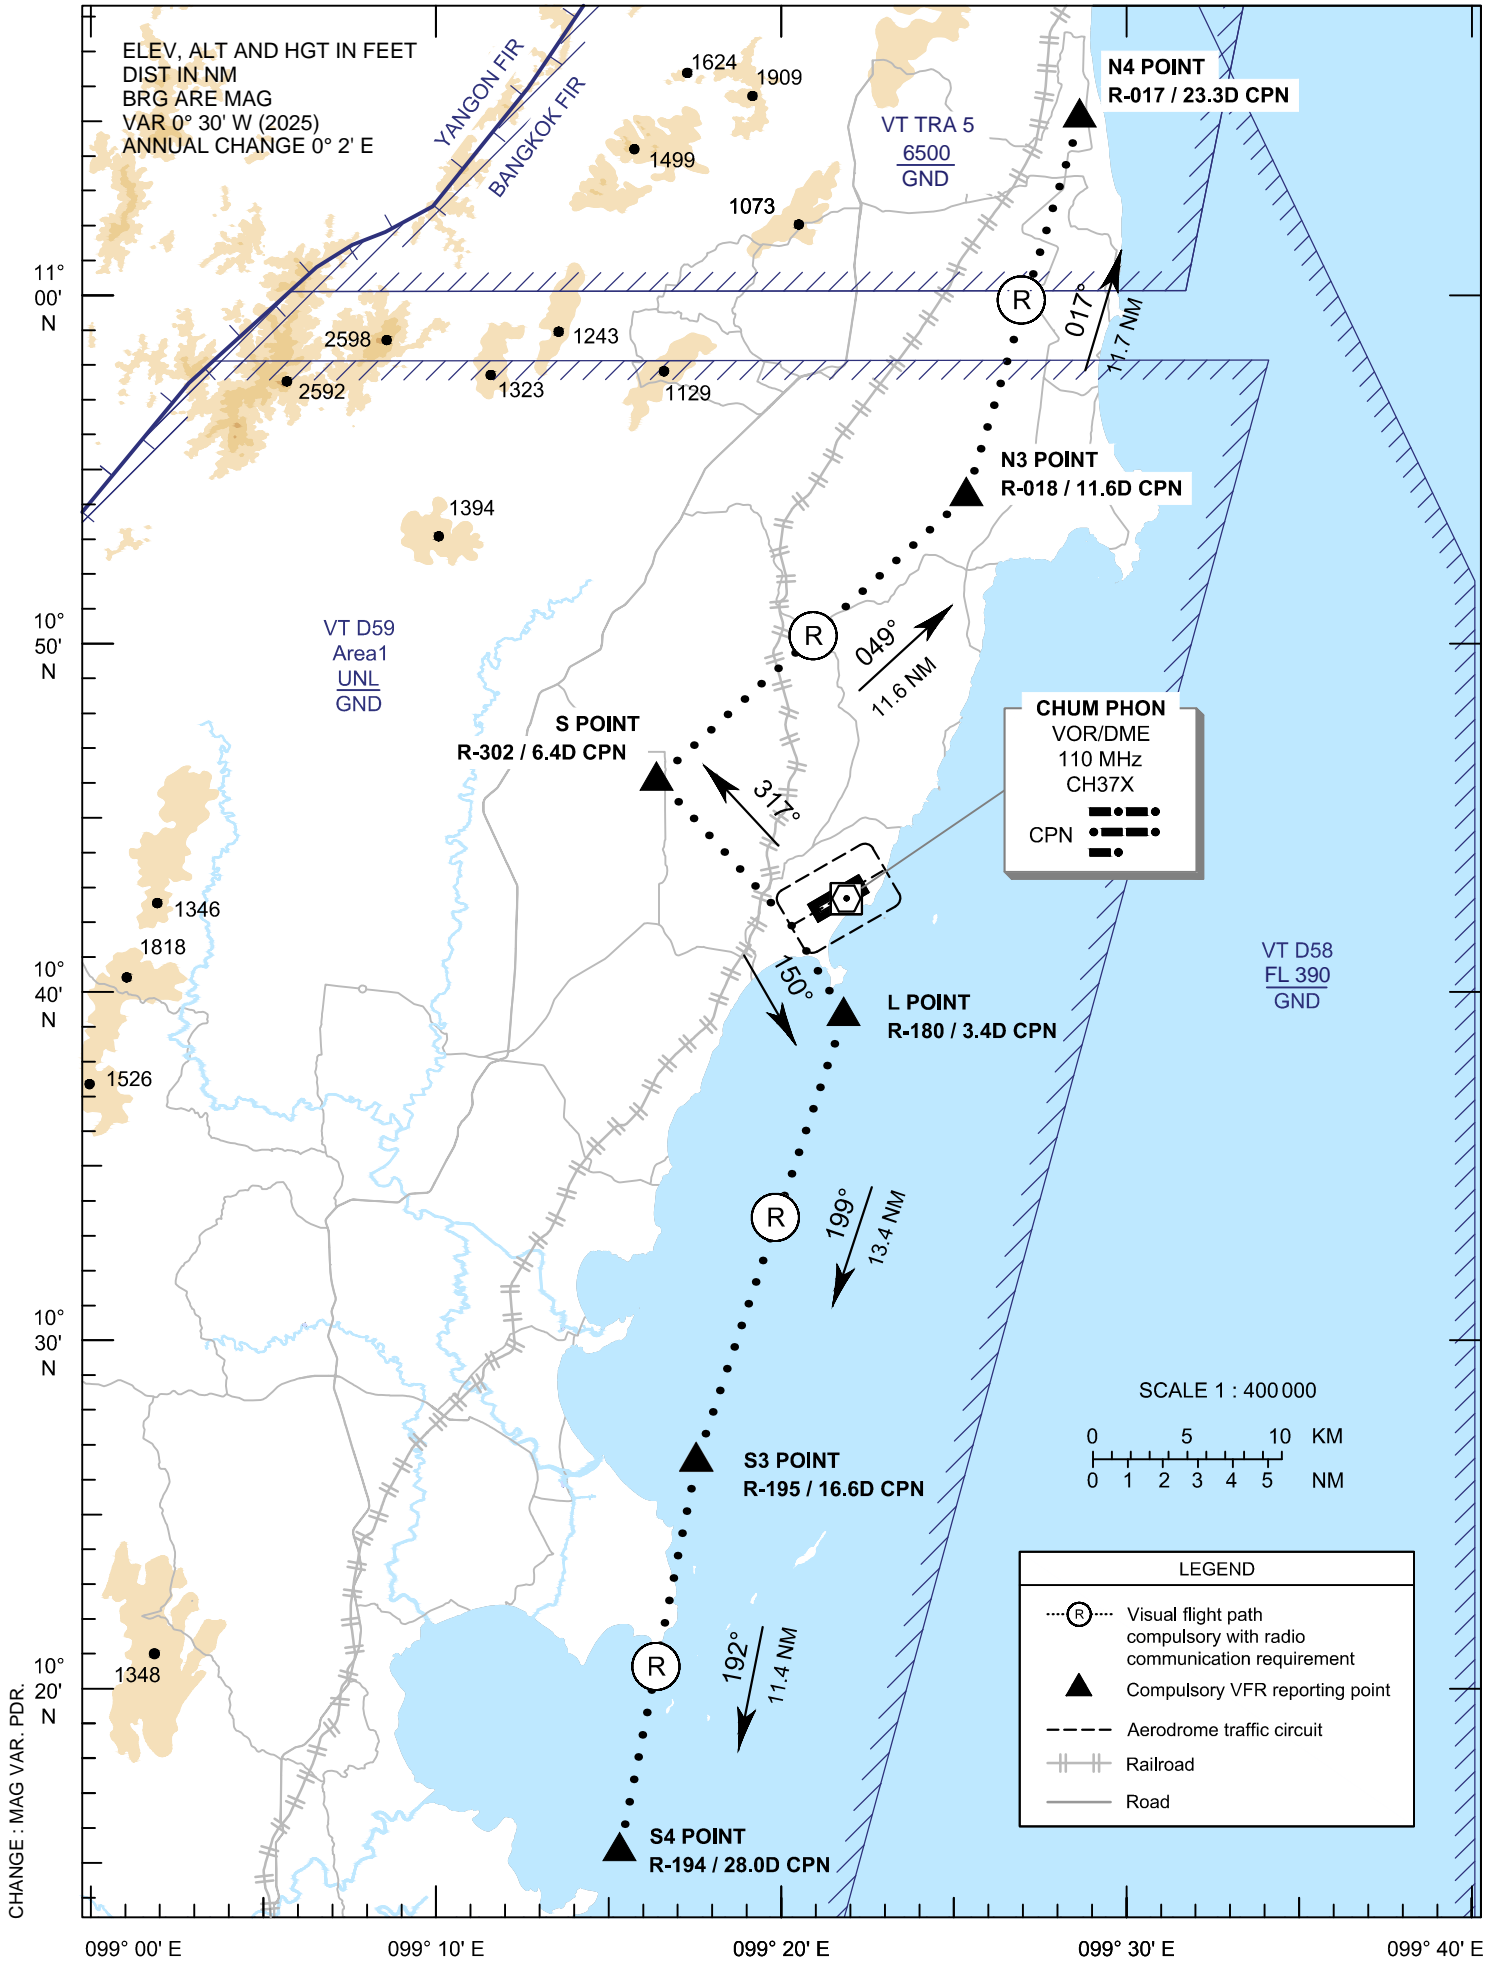 ELEV, ALT AND HGT IN FEET
DIST IN NM
BRG ARE MAG
VAR 0° 30' W (2025)
ANNUAL CHANGE 0° 2' E
YANGON FIR
BANGKOK FIR
1624
1909
1499
1073
VT TRA 5
6500
GND
N4 POINT
R-017 / 23.3D CPN
11°
00'
N
R
017°
11.7 NM
2598
2592
1243
1323
1129
N3 POINT
R-018 / 11.6D CPN
1394
10°
50'
N
VT D59
Area1
UNL
GND
R
049°
11.6 NM
S POINT
R-302 / 6.4D CPN
317°
CHUM PHON
VOR/DME
110 MHz
CH37X
CPN
1346
1818
1526
10°
40'
N
150°
L POINT
R-180 / 3.4D CPN
VT D58
FL 390
GND
R
199°
13.4 NM
10°
30'
N
SCALE 1 : 400 000
0 5 10 KM
0 1 2 3 4 5 NM
S3 POINT
R-195 / 16.6D CPN
1348
10°
20'
N
R
192°
11.4 NM
S4 POINT
R-194 / 28.0D CPN
LEGEND
R
Visual flight path
compulsory with radio
communication requirement
Compulsory VFR reporting point
Aerodrome traffic circuit
Railroad
Road
CHANGE : MAG VAR. PDR.
099° 00' E
099° 10' E
099° 20' E
099° 30' E
099° 40' E